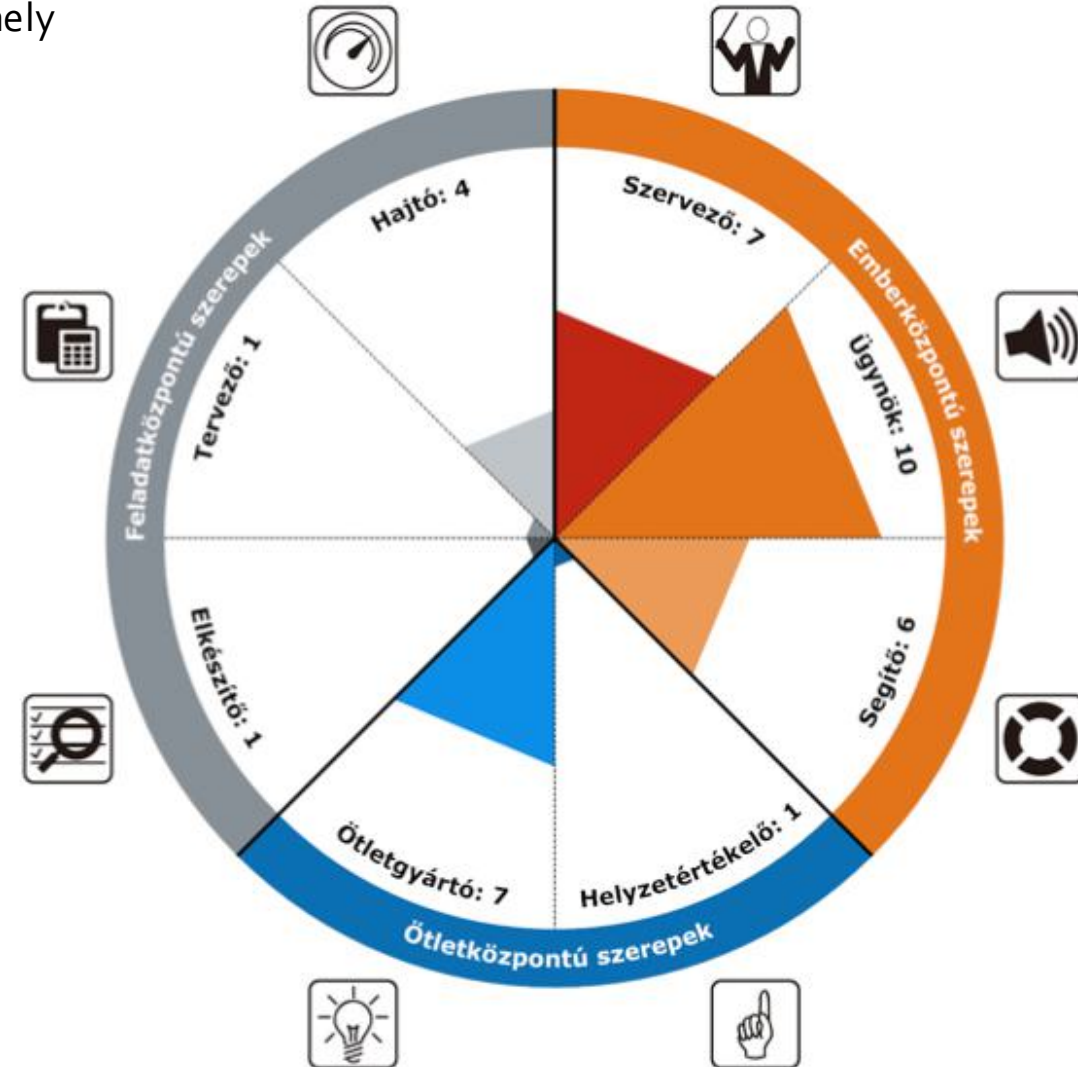 hely
Hajtó: 4
Szervező: 7
Feladatközpontú szerepek
Emberközpontú szerepek
Tervező: 1
Ügynök: 10
Elkészítő: 1
Segítő: 6
Ötletgyártó: 7
Helyzetértékelő: 1
Ötletközpontú szerepek